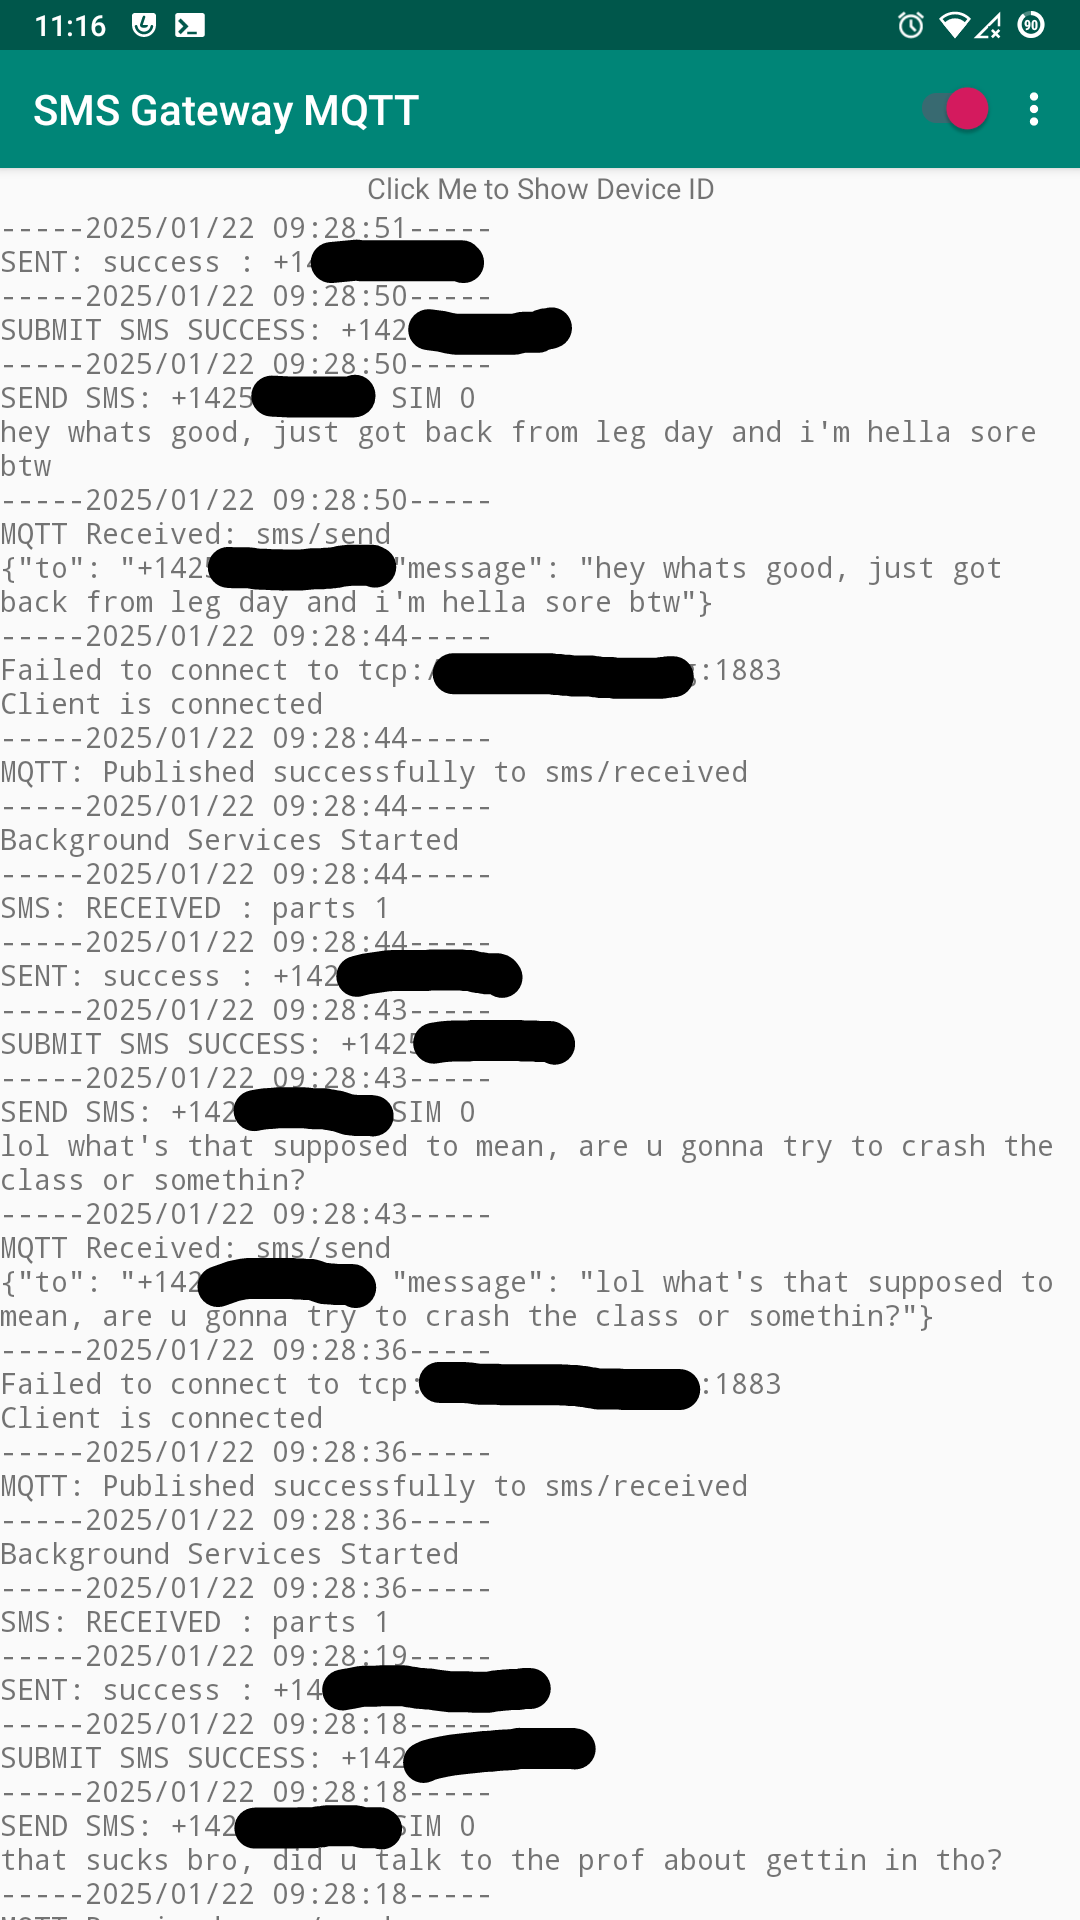 11:16
90
SMS Gateway MQTT
Click Me to Show Device ID
-----2025/01/22 09:28:51-----
SENT: success : +14
-----2025/01/22 09:28:50-----
SUBMIT SMS SUCCESS: +142
-----2025/01/22 09:28:50-----
SEND SMS: +1425 SIM 0
hey whats good, just got back from leg day and i'm hella sore
btw
-----2025/01/22 09:28:50-----
MQTT Received: sms/send
{"to": "+1425 "message": "hey whats good, just got
back from leg day and i'm hella sore btw"}
-----2025/01/22 09:28:44-----
Failed to connect to tcp:/ :1883
Client is connected
-----2025/01/22 09:28:44-----
MQTT: Published successfully to sms/received
-----2025/01/22 09:28:44-----
Background Services Started
-----2025/01/22 09:28:44-----
SMS: RECEIVED : parts 1
-----2025/01/22 09:28:44-----
SENT: success : +142
-----2025/01/22 09:28:43-----
SUBMIT SMS SUCCESS: +1425
-----2025/01/22 09:28:43-----
SEND SMS: +142 SIM 0
lol what's that supposed to mean, are u gonna try to crash the
class or somethin?
-----2025/01/22 09:28:43-----
MQTT Received: sms/send
{"to": "+142 "message": "lol what's that supposed to
mean, are u gonna try to crash the class or somethin?"}
-----2025/01/22 09:28:36-----
Failed to connect to tcp: :1883
Client is connected
-----2025/01/22 09:28:36-----
MQTT: Published successfully to sms/received
-----2025/01/22 09:28:36-----
Background Services Started
-----2025/01/22 09:28:36-----
SMS: RECEIVED : parts 1
-----2025/01/22 09:28:19-----
SENT: success : +14
-----2025/01/22 09:28:18-----
SUBMIT SMS SUCCESS: +142
-----2025/01/22 09:28:18-----
SEND SMS: +142 SIM 0
that sucks bro, did u talk to the prof about gettin in tho?
-----2025/01/22 09:28:18-----